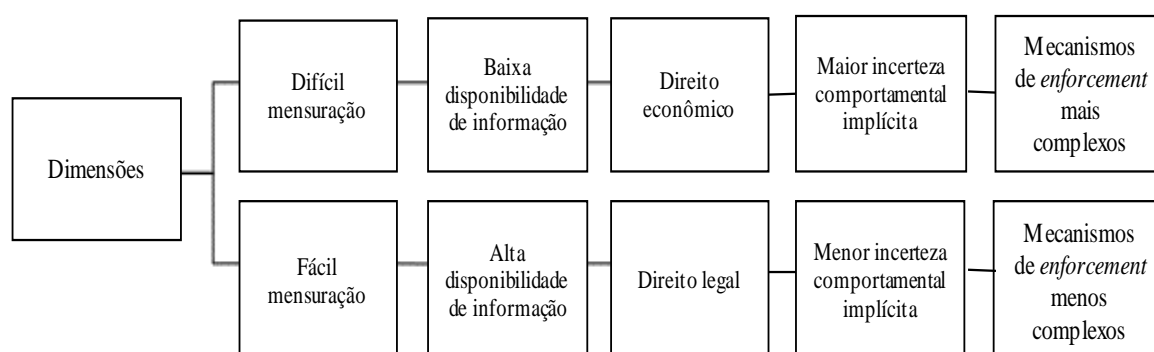 Dimensões
Difícil
mensuração
Baixa
disponibilidade
de informação
Direito
econômico
Maior incerteza
comportamental
implícita
Mecanismos
de enforcement
mais
complexos
Fácil
mensuração
Alta
disponibilidade
de informação
Direito legal
Menor incerteza
comportamental
implícita
Mecanismos
de enforcement
menos
complexos